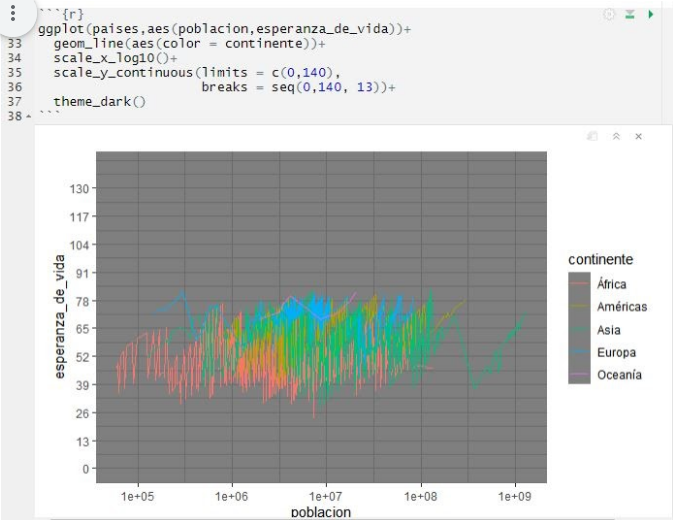 ```{r}
ggplot(paises,aes(poblacion,esperanza_de_vida))+
33 geom_line(aes(color = continente))+
34 scale_x_log10()+
35 scale_y_continuous(limits = c(0,140),
36 breaks = seq(0,140, 13))+
37 theme_dark()
38 ```
130
117
104
91
78
65
52
39
26
13
0
esperanza_de_vida
1e+05 1e+06 1e+07 1e+08 1e+09
poblacion
continente
África
Américas
Asia
Europa
Oceanía